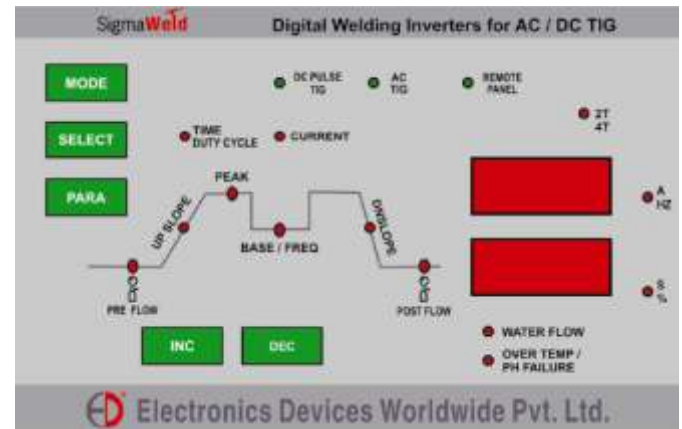 SigmaWeld
Digital Welding Inverters for AC / DC TIG
MODE
DC PULSE
TIG
AC
TIG
REMOTE
PANEL
2T
4T
SELECT
TIME
DUTY CYCLE
CURRENT
PARA
PEAK
A
HZ
UP SLOPE
DNSLOPE
BASE / FREQ
S
%
PRE FLOW
POST FLOW
INC
DEC
WATER FLOW
OVER TEMP /
PH FAILURE
ED
Electronics Devices Worldwide Pvt. Ltd.